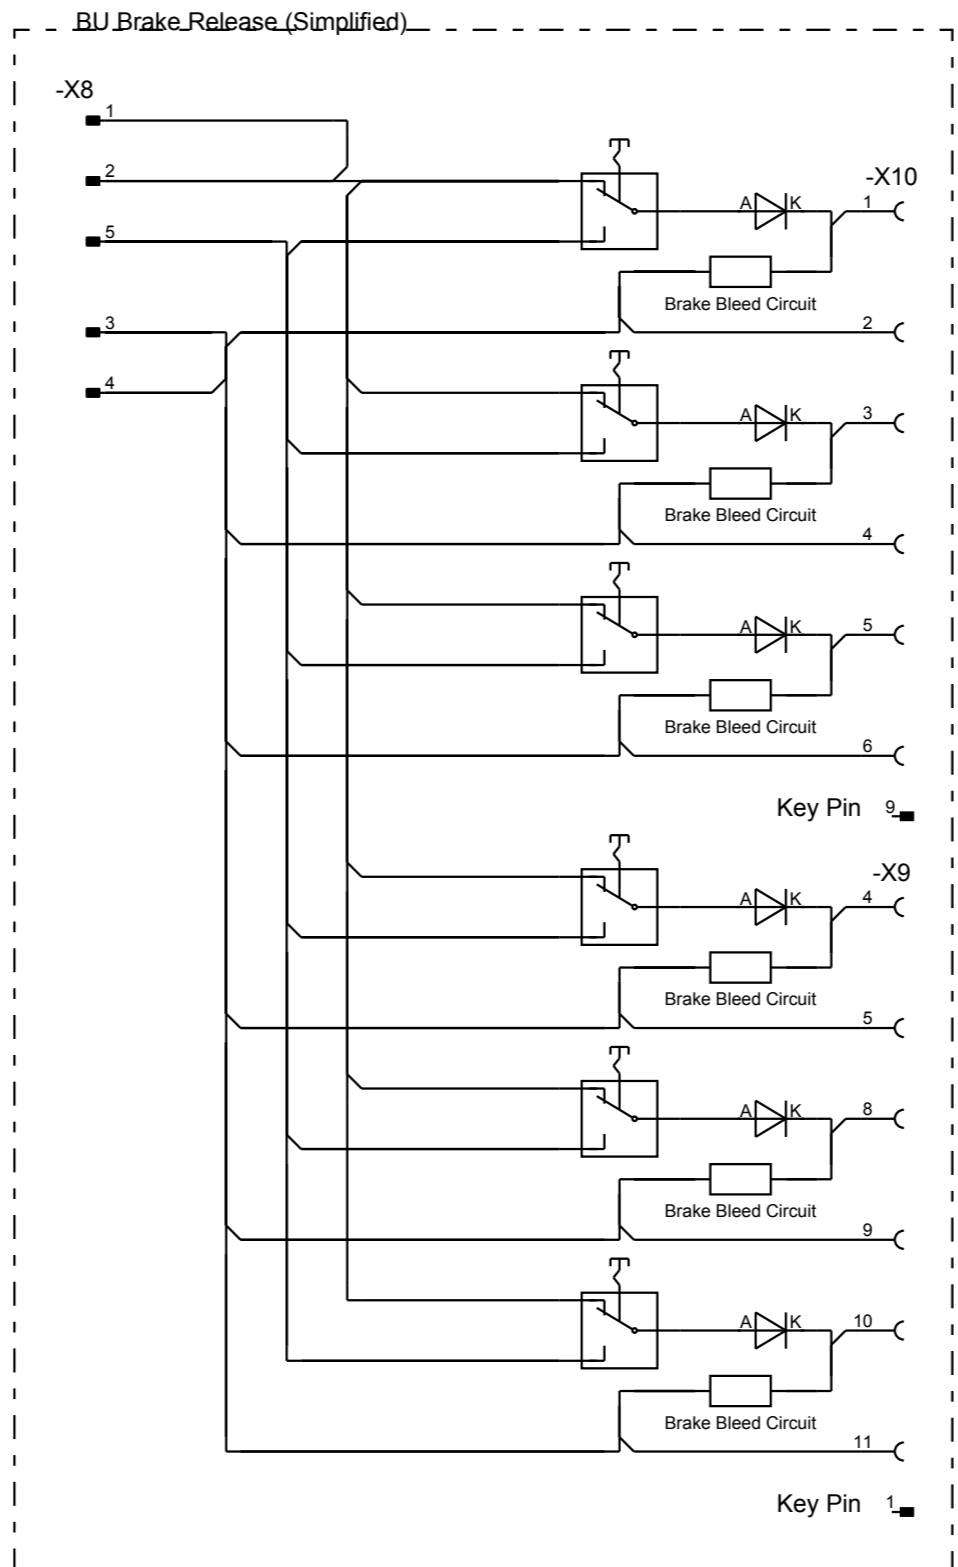 BU Brake Release (Simplified)
-X8
1
2
-X10
A K 1
5
Brake Bleed Circuit
3 2
4
A K 3
Brake Bleed Circuit
4
A K 5
Brake Bleed Circuit
6
Key Pin 9
-X9
A K 4
Brake Bleed Circuit
5
A K 8
Brake Bleed Circuit
9
A K 10
Brake Bleed Circuit
11
Key Pin 1